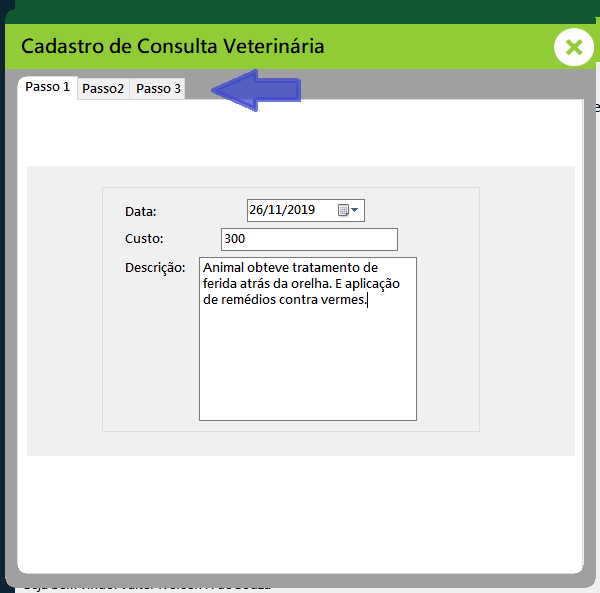 Cadastro de Consulta Veterinária
Passo 1 Passo2 Passo 3
Data: 26/11/2019
Custo: 300
Descrição: Animal obteve tratamento de
ferida atrás da orelha. E aplicação
de remédios contra vermes.